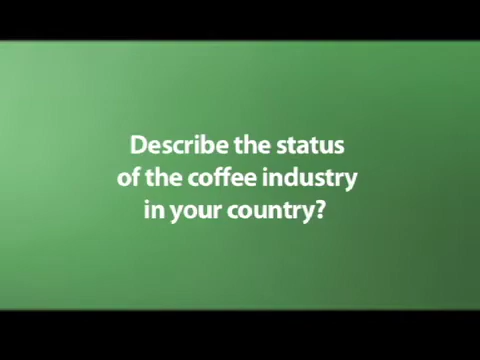 Describe the status
of the coffee industry
in your country?